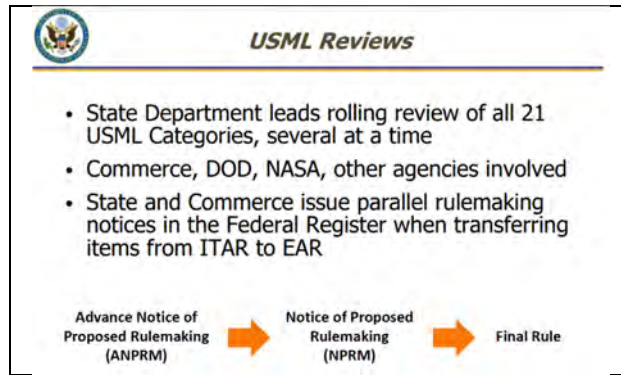 USML Reviews
• State Department leads rolling review of all 21
USML Categories, several at a time
• Commerce, DOD, NASA, other agencies involved
• State and Commerce issue parallel rulemaking
notices in the Federal Register when transferring
items from ITAR to EAR
Advance Notice of
Proposed Rulemaking
(ANPRM)
Notice of Proposed
Rulemaking
(NPRM)
Final Rule